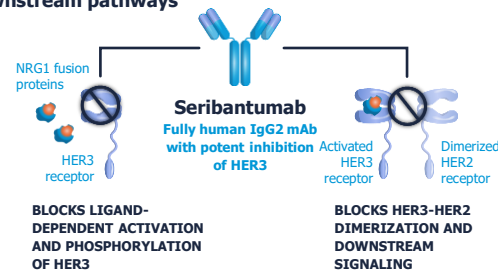 nstream pathways
NRG1 fusion
proteins
HER3
receptor
Seribantumab
Fully human IgG2 mAb
with potent inhibition
of HER3
Activated
HER3
receptor
Dimerized
HER2
receptor
BLOCKS LIGAND-
DEPENDENT ACTIVATION
AND PHOSPHORYLATION
OF HER3
BLOCKS HER3-HER2
DIMERIZATION AND
DOWNSTREAM
SIGNALING